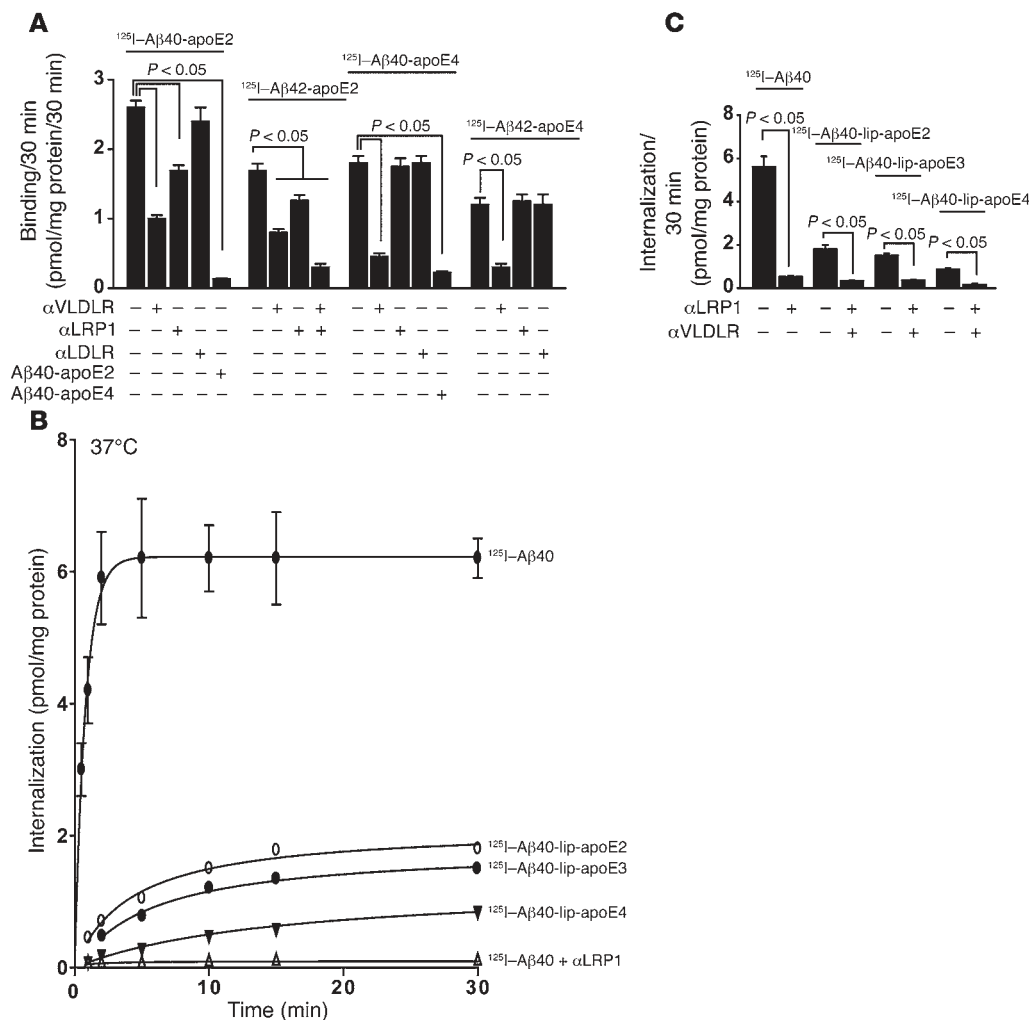 A
¹²⁵I–Aβ40-apoE2
P < 0.05
¹²⁵I–Aβ42-apoE2
P < 0.05
¹²⁵I–Aβ40-apoE4
P < 0.05
¹²⁵I–Aβ42-apoE4
P < 0.05
Binding/30 min
(pmol/mg protein/30 min)
3
2
1
0
αVLDLR – + – – – – + – + – + – – – – + – –
αLRP1 – – + – – – – + + – – + – – – – + –
αLDLR – – – + – – – – – – – – + – – – – +
Aβ40-apoE2 – – – – + – – – – – – – – – – – – –
Aβ40-apoE4 – – – – – – – – – – – – – + – – – –
C
¹²⁵I–Aβ40
P < 0.05
¹²⁵I–Aβ40-lip-apoE2
¹²⁵I–Aβ40-lip-apoE3
¹²⁵I–Aβ40-lip-apoE4
P < 0.05
P < 0.05
P < 0.05
Internalization/
30 min
(pmol/mg protein)
8
6
4
2
0
αLRP1 – + – + – + – +
αVLDLR – – – + – + – +
B
37°C
Internalization (pmol/mg protein)
8
6
4
2
0
¹²⁵I–Aβ40
¹²⁵I–Aβ40-lip-apoE2
¹²⁵I–Aβ40-lip-apoE3
¹²⁵I–Aβ40-lip-apoE4
¹²⁵I–Aβ40 + αLRP1
0 10 20 30
Time (min)